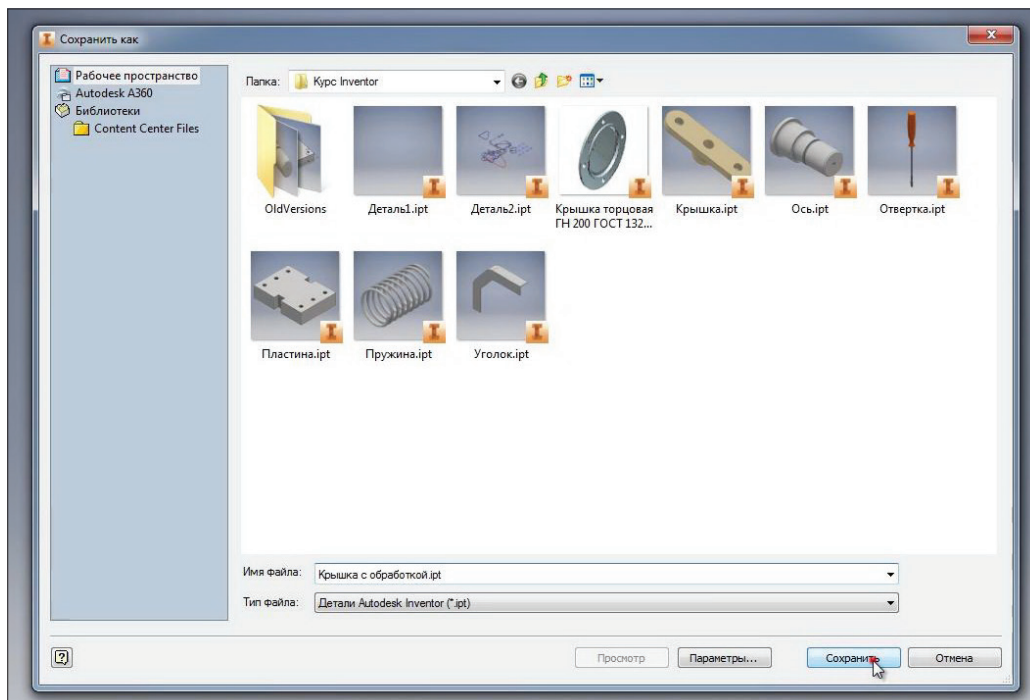 Сохранить как
Рабочее пространство
Autodesk A360
Библиотеки
Content Center Files
Папка:
Курс Inventor
OldVersions
Деталь1.ipt
Деталь2.ipt
Крышка торцовая
ГН 200 ГОСТ 132...
Крышка.ipt
Ось.ipt
Отвертка.ipt
Пластина.ipt
Пружина.ipt
Уголок.ipt
Имя файла:
Крышка с обработкой.ipt
Тип файла:
Детали Autodesk Inventor (*.ipt)
Просмотр
Параметры...
Сохранить
Отмена